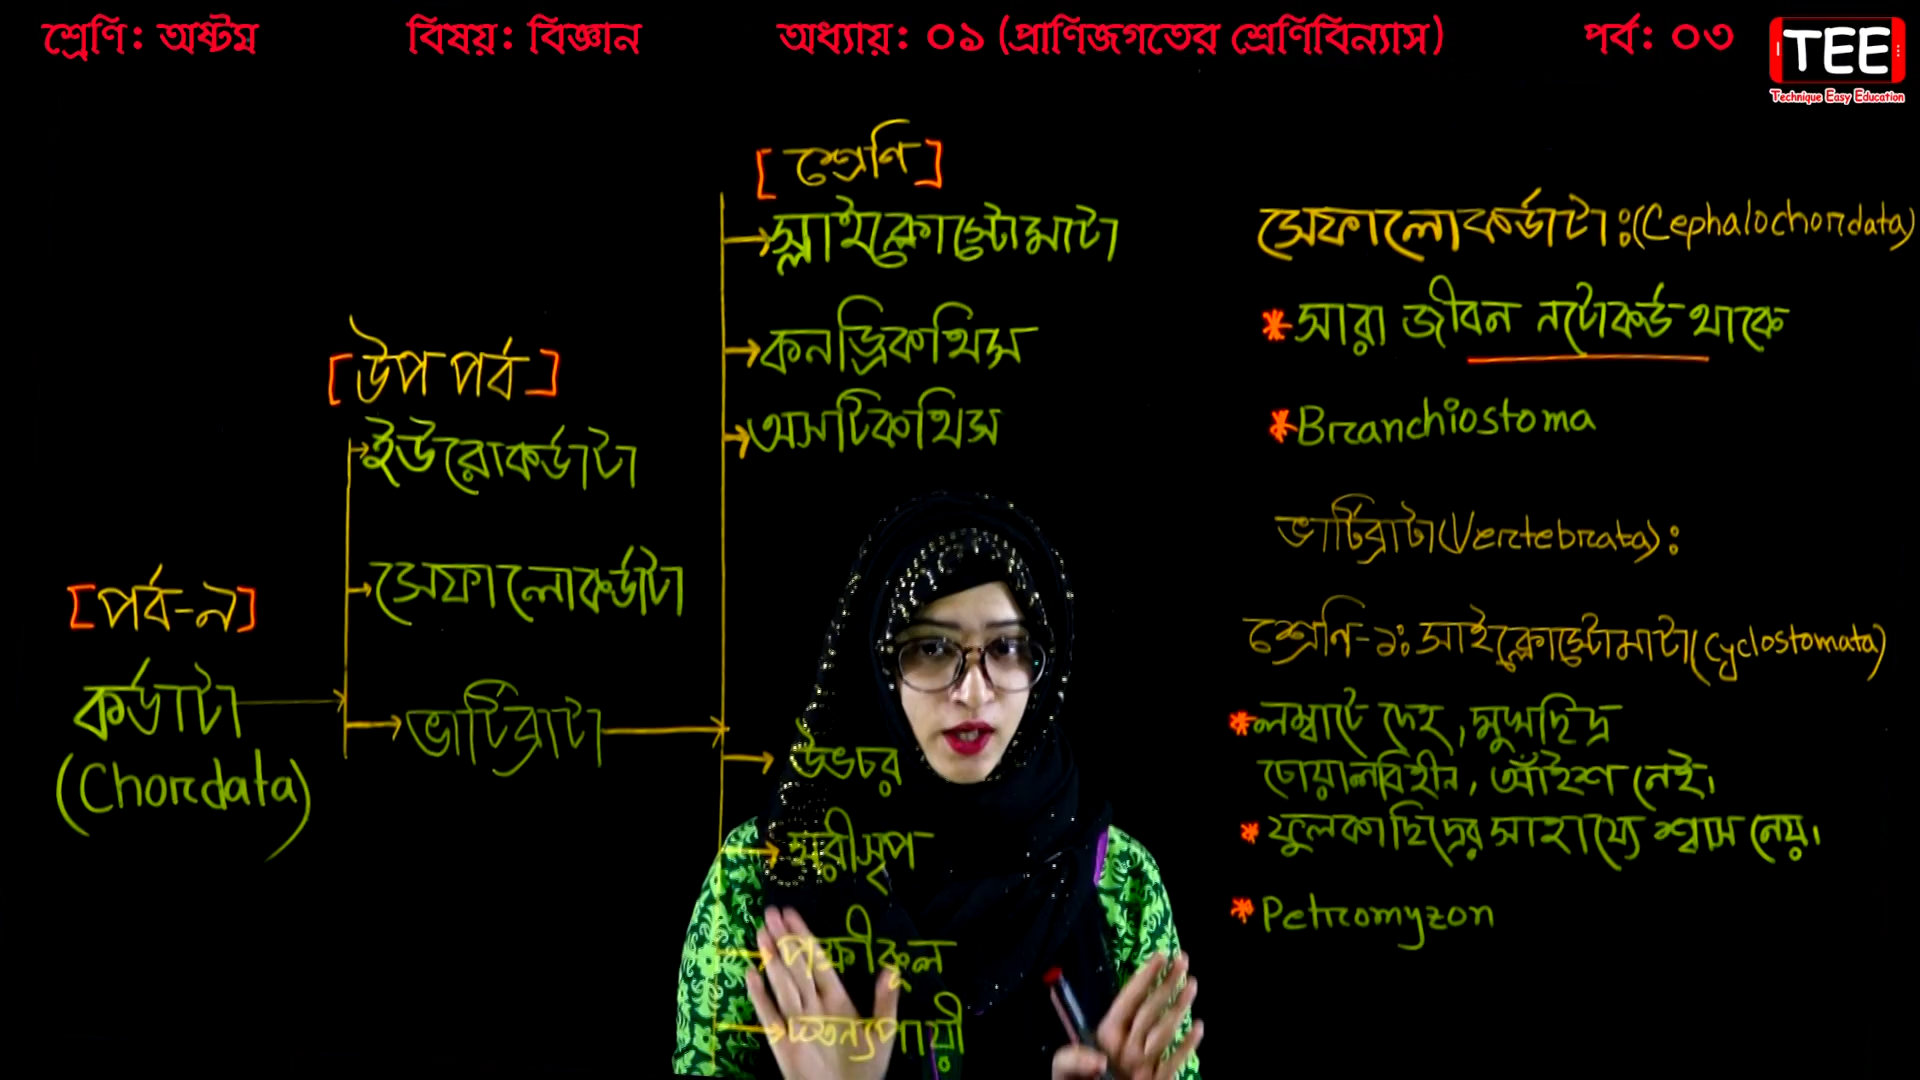 শ্রেণি: অষ্টম
বিষয়: বিজ্ঞান
অধ্যায়: ০১ (প্রাণিজগতের শ্রেণিবিন্যাস)
পর্ব: ০৩
TEE
Technique Easy Education
[পর্ব-৯]
কর্ডাটা
(Chordata)
[উপ পর্ব]
ইউরোকর্ডাটা
সেফালোকর্ডাটা
ভার্টিব্রাটা
[শ্রেণি]
সাইক্লোস্টোমাটা
কনড্রিকথিস
অসটিকথিস
উভচর
সরীসৃপ
পক্ষীকূল
স্তন্যপায়ী
সেফালোকর্ডাটা:(Cephalochordata)
*সারা জীবন নটোকর্ড থাকে
*Branchiostoma
ভার্টিব্রাটা(Vertebrata):
শ্রেণি-১: সাইক্লোস্টোমাটা(Cyclostomata)
*লম্বাটে দেহ, মুখছিদ্র
চোয়ালবিহীন, আঁইশ নেই।
*ফুলকাছিদ্রের সাহায্যে শ্বাস নেয়।
*Petromyzon